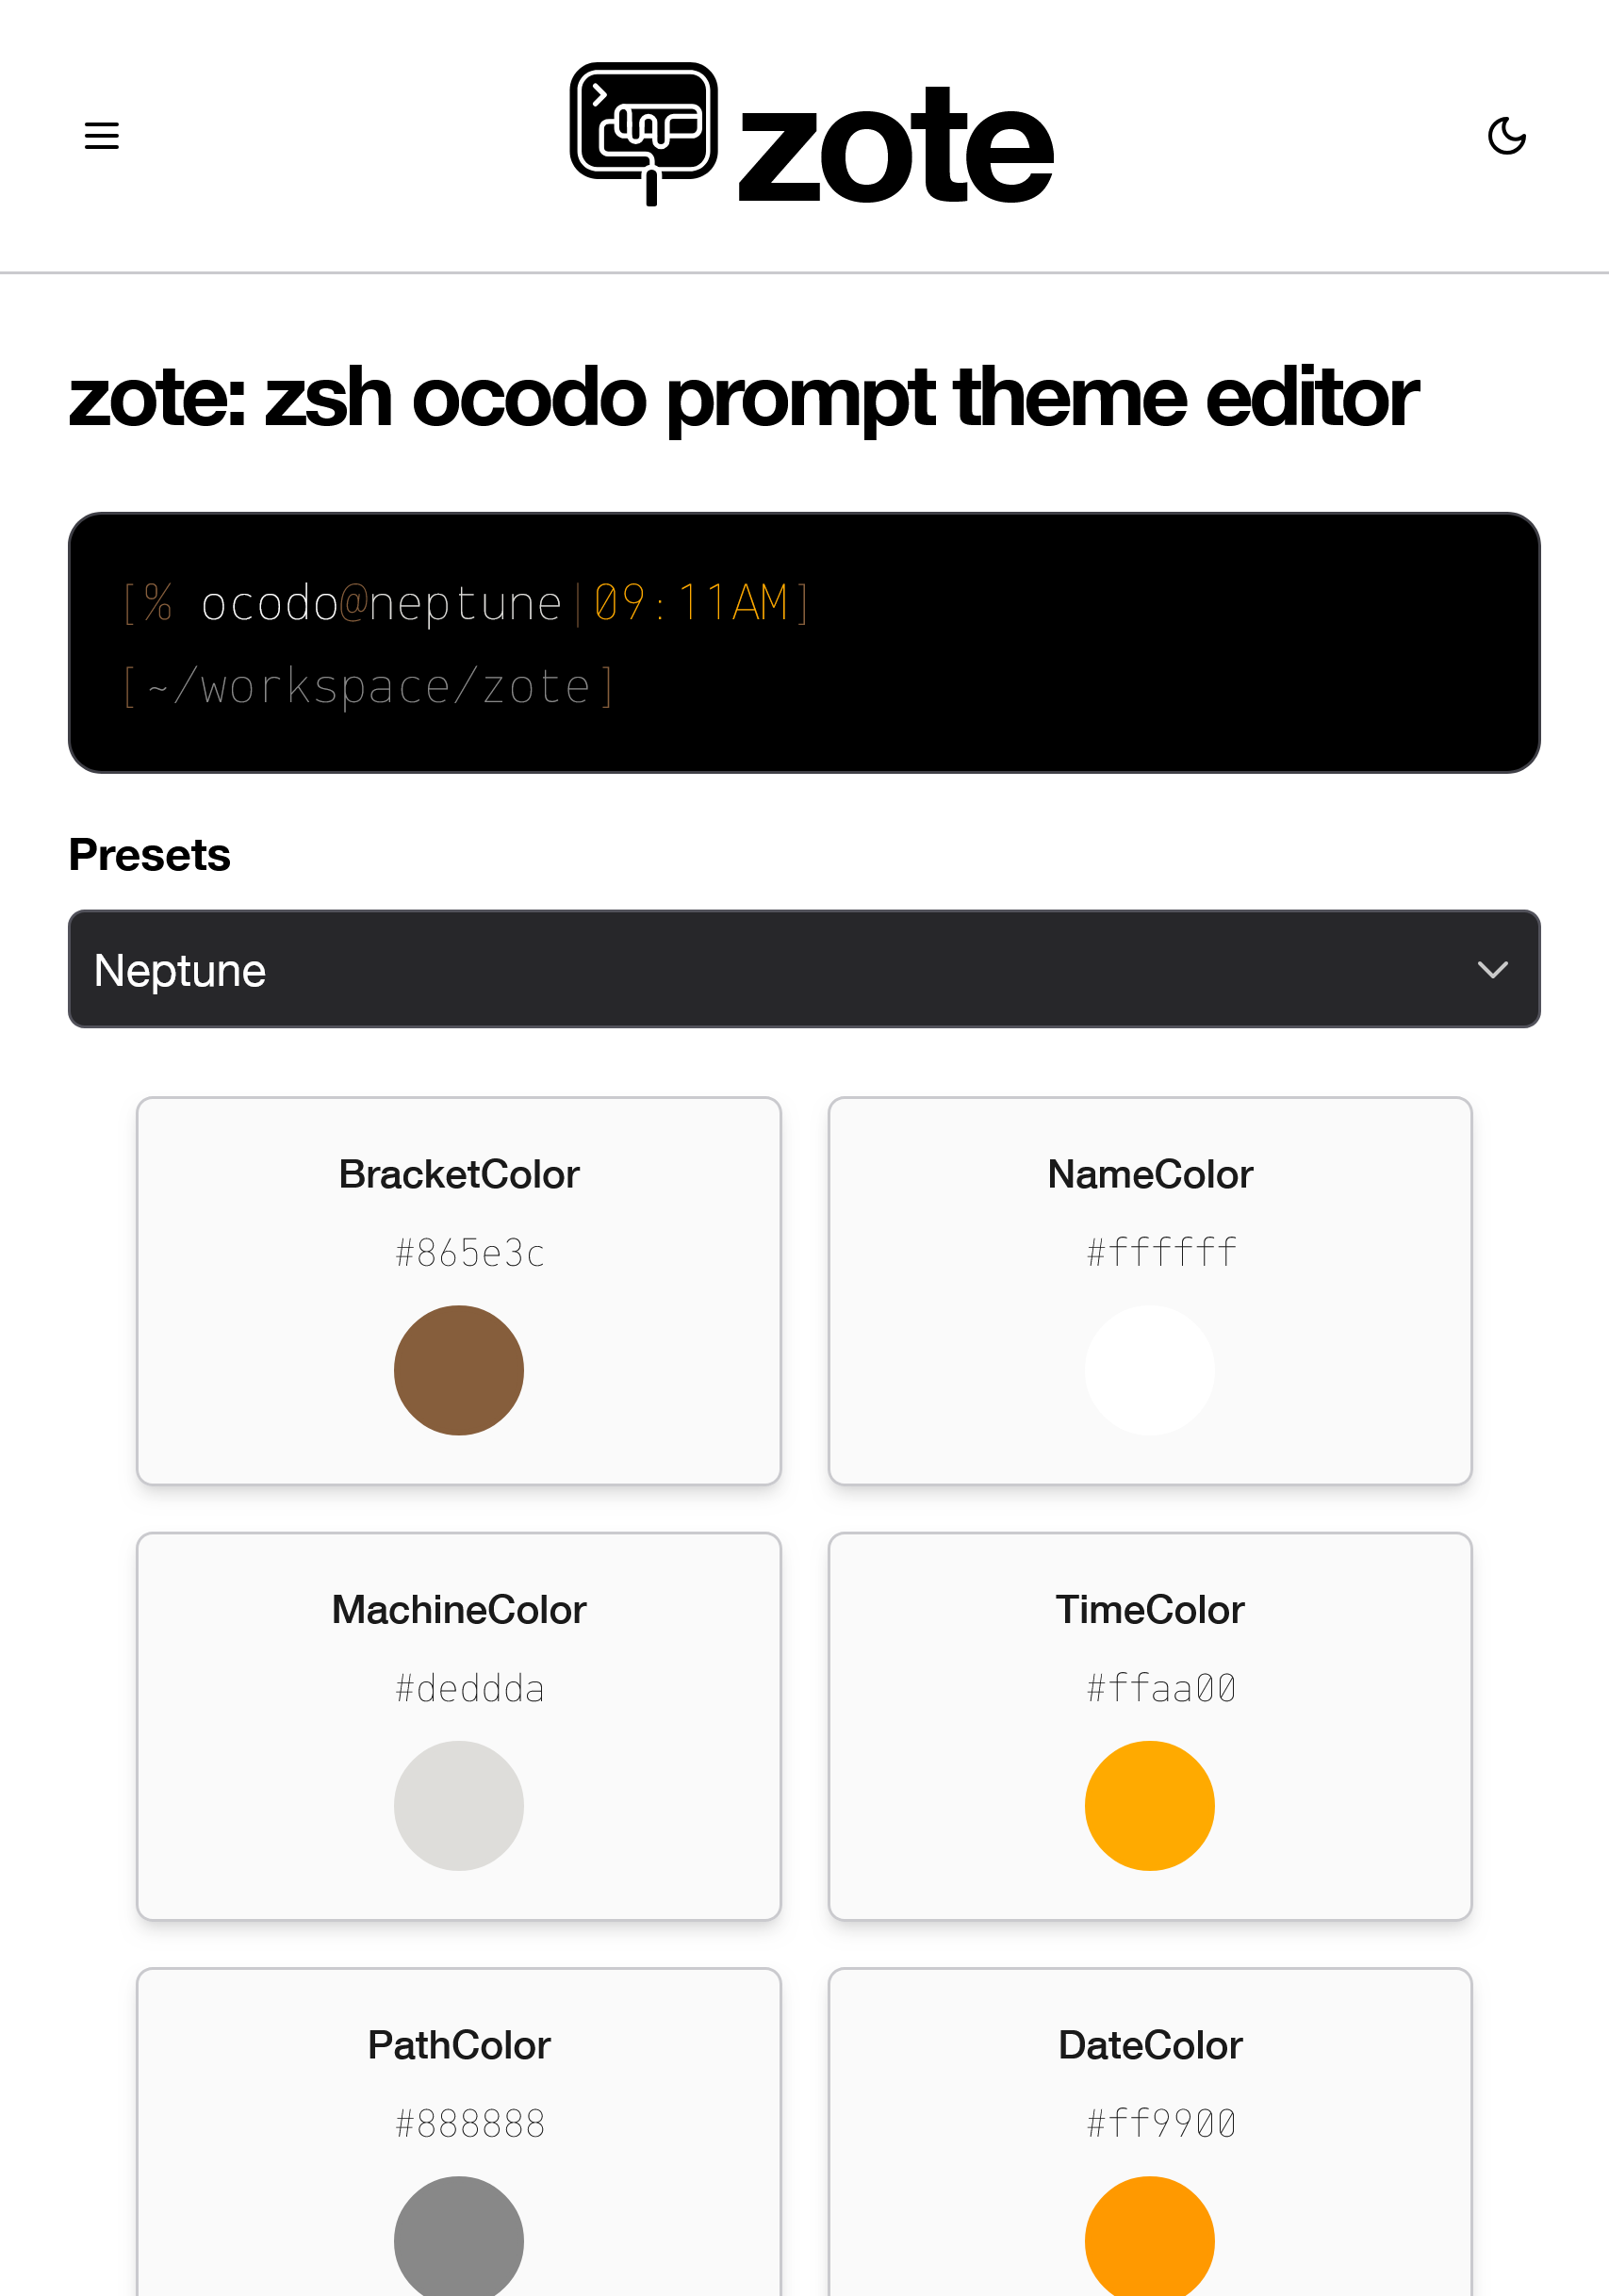 zote
zote: zsh ocodo prompt theme editor
[% ocodo@neptune|09:11AM]
[~/workspace/zote]
Presets
Neptune
BracketColor
#865e3c
NameColor
#ffffff
MachineColor
#deddda
TimeColor
#ffaa00
PathColor
#888888
DateColor
#ff9900